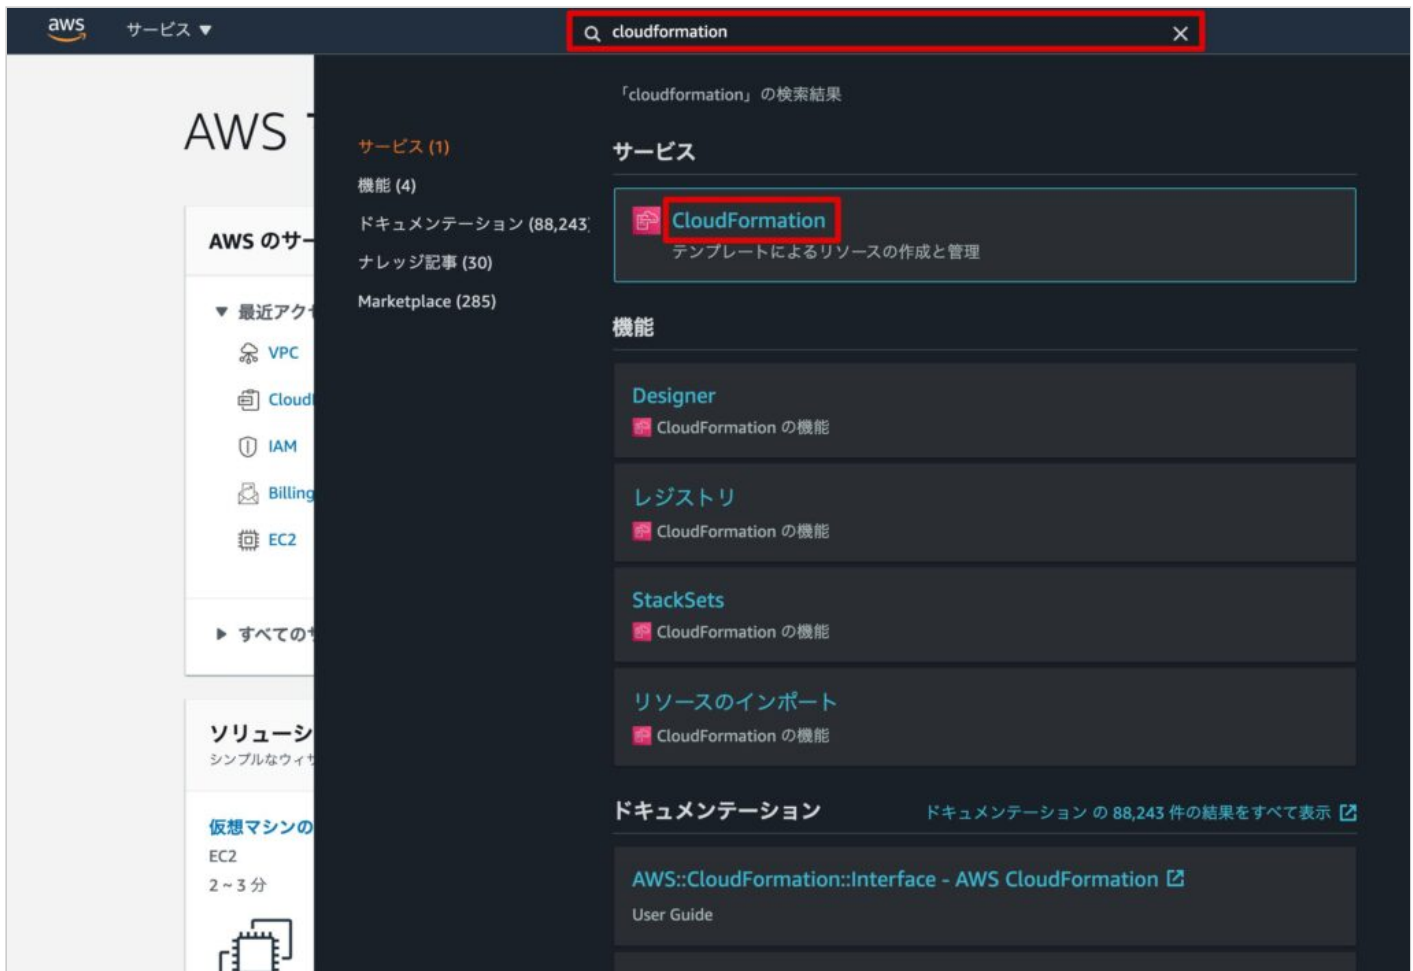 aws
サービス ▼
cloudformation
「cloudformation」の検索結果
AWS
サービス (1)
機能 (4)
ドキュメンテーション (88,243)
ナレッジ記事 (30)
Marketplace (285)
AWS のサー
▼ 最近アク
VPC
Cloud
IAM
Billing
EC2
▶ すべての
ソリューシ
シンプルなウィ
仮想マシンの
EC2
2 ~ 3 分
サービス
CloudFormation
テンプレートによるリソースの作成と管理
機能
Designer
CloudFormation の機能
レジストリ
CloudFormation の機能
StackSets
CloudFormation の機能
リソースのインポート
CloudFormation の機能
ドキュメンテーション
ドキュメンテーション の 88,243 件の結果をすべて表示
AWS::CloudFormation::Interface - AWS CloudFormation
User Guide